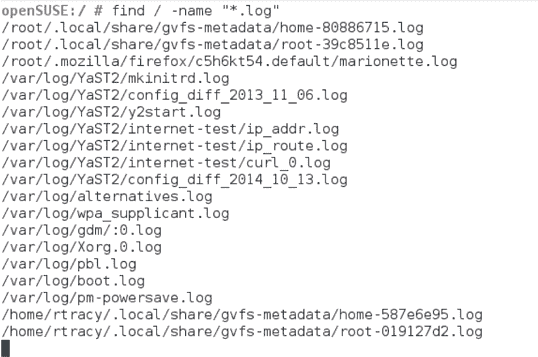 openSUSE:/ # find / -name "*.log"
/root/.local/share/gvfs-metadata/home-80886715.log
/root/.local/share/gvfs-metadata/root-39c8511e.log
/root/.mozilla/firefox/c5h6kt54.default/marionette.log
/var/log/YaST2/mkinitrd.log
/var/log/YaST2/config_diff_2013_11_06.log
/var/log/YaST2/y2start.log
/var/log/YaST2/internet-test/ip_addr.log
/var/log/YaST2/internet-test/ip_route.log
/var/log/YaST2/internet-test/curl_0.log
/var/log/YaST2/config_diff_2014_10_13.log
/var/log/alternatives.log
/var/log/wpa_supplicant.log
/var/log/gdm/:0.log
/var/log/Xorg.0.log
/var/log/pbl.log
/var/log/boot.log
/var/log/pm-powersave.log
/home/rtracy/.local/share/gvfs-metadata/home-587e6e95.log
/home/rtracy/.local/share/gvfs-metadata/root-019127d2.log